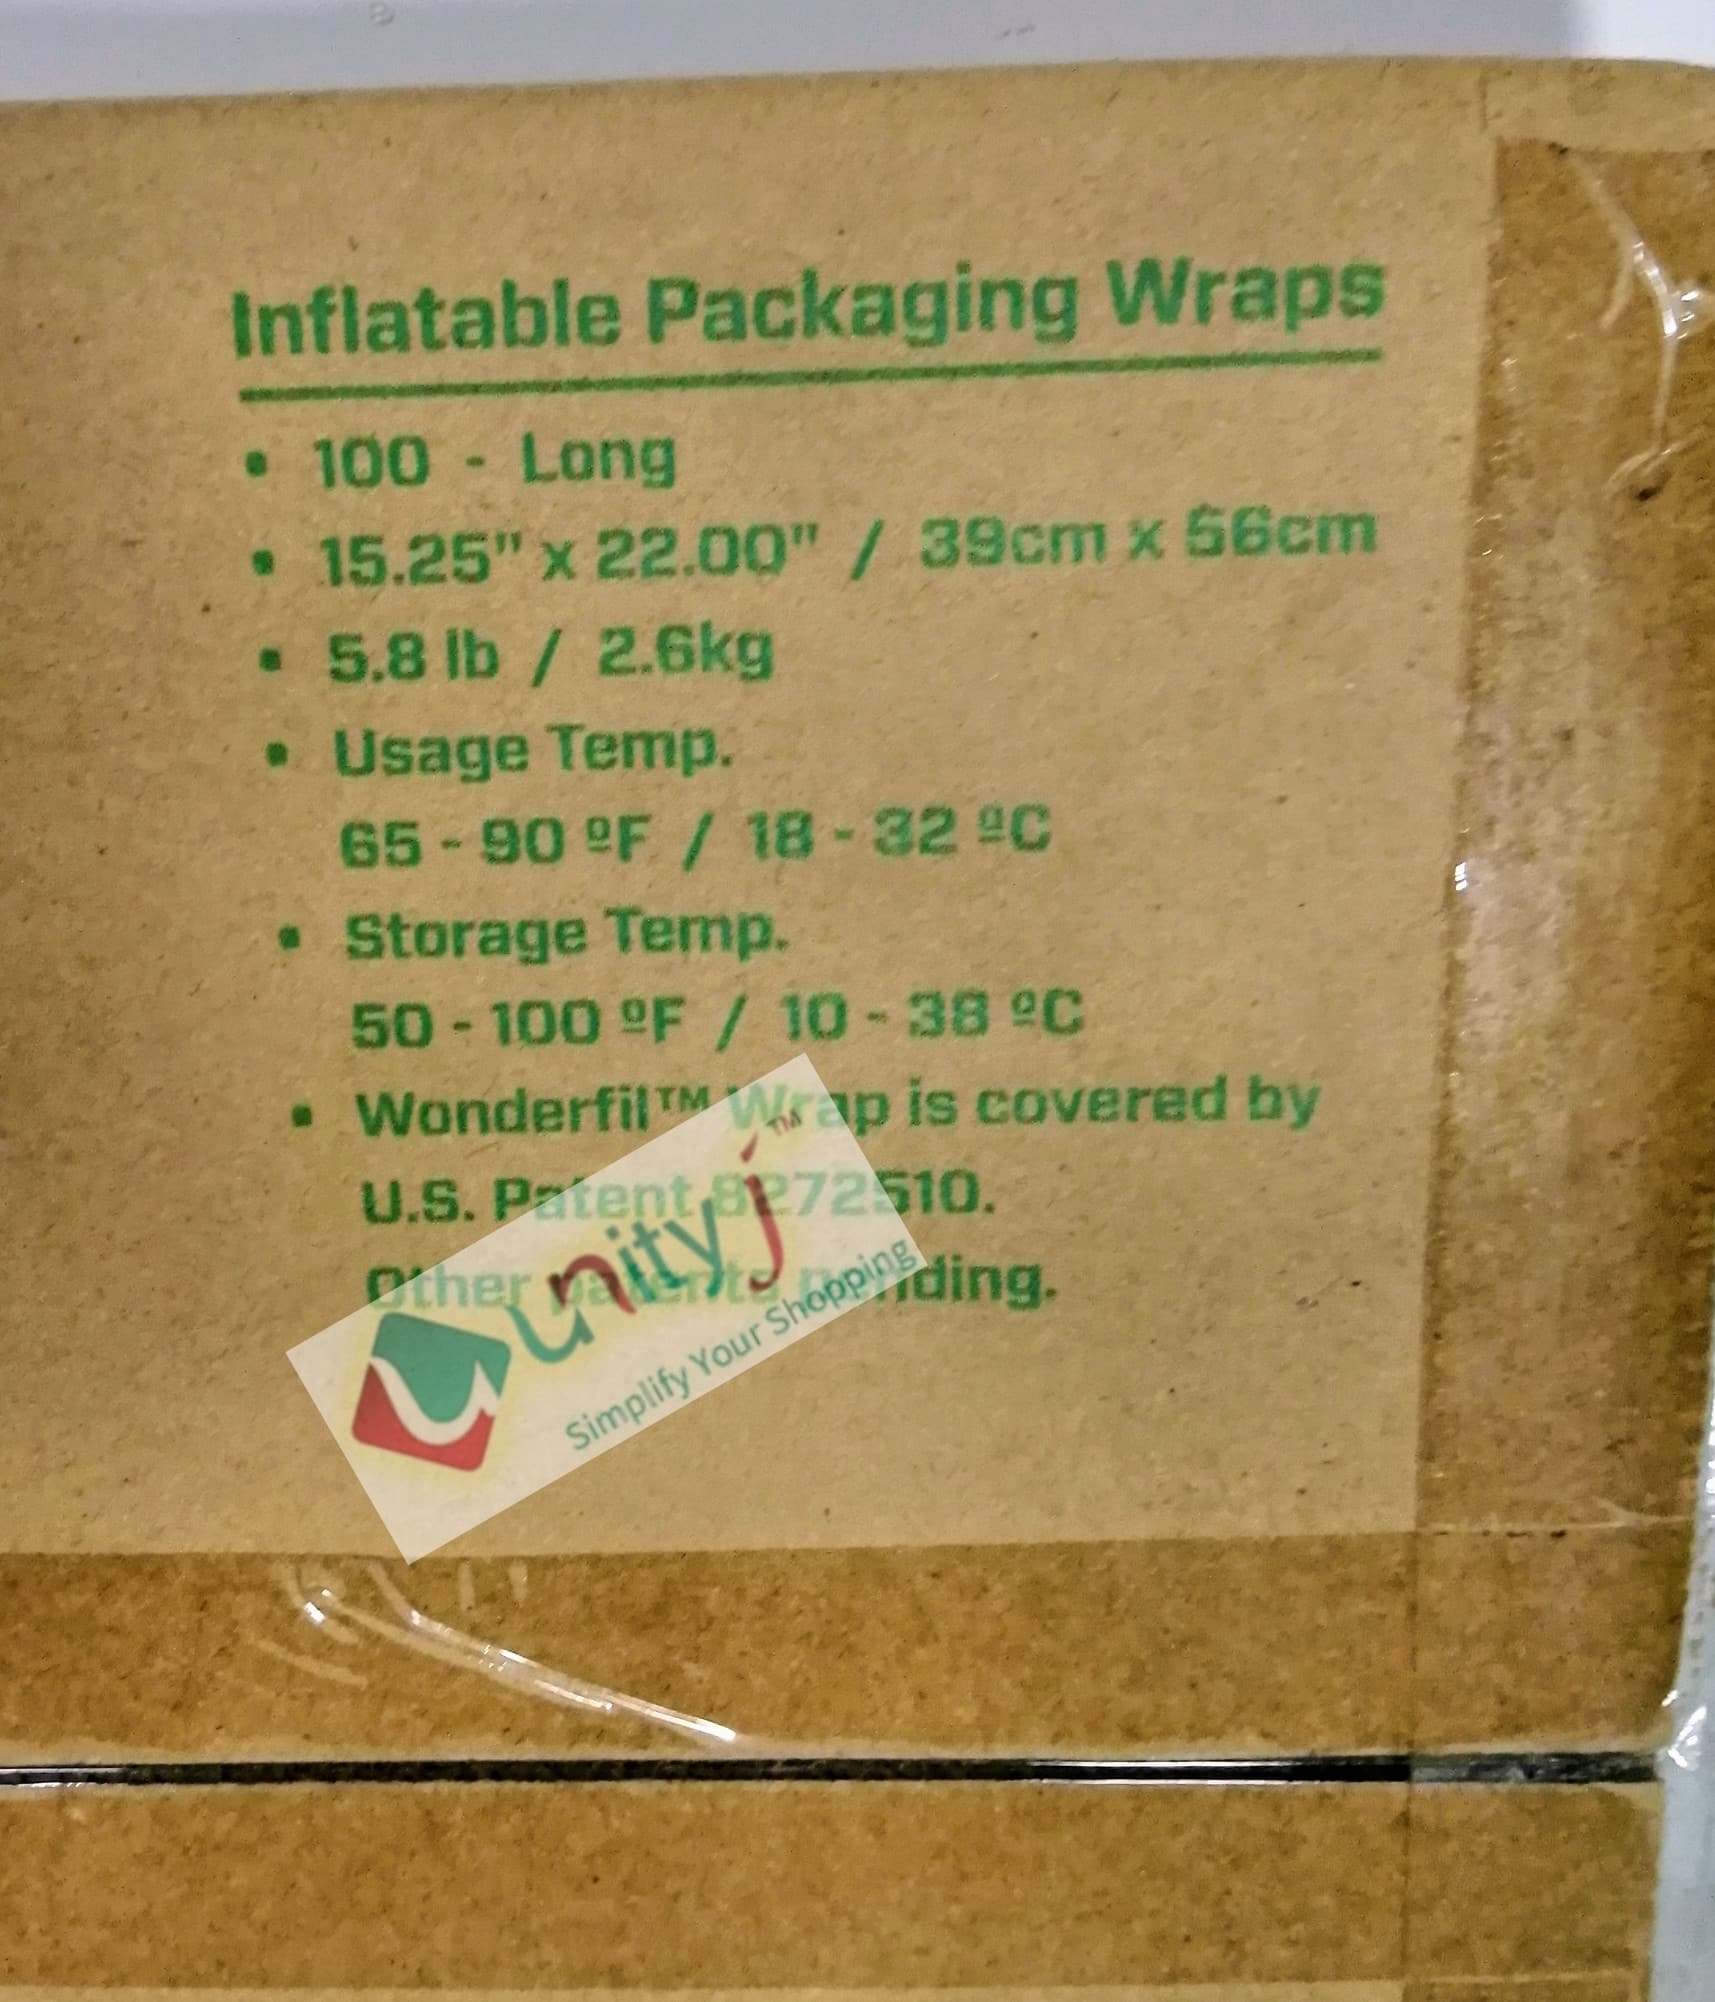 Inflatable Packaging Wraps
• 100 - Long
• 15.25" x 22.00" / 39cm x 56cm
• 5.8 lb / 2.6kg
• Usage Temp.
65 - 90 ºF / 18 - 32 ºC
• Storage Temp.
50 - 100 ºF / 10 - 38 ºC
• Wonderfil™ Wrap is covered by
U.S. Patent 8272510.
Other patents pending.
unityj™
Simplify Your Shopping